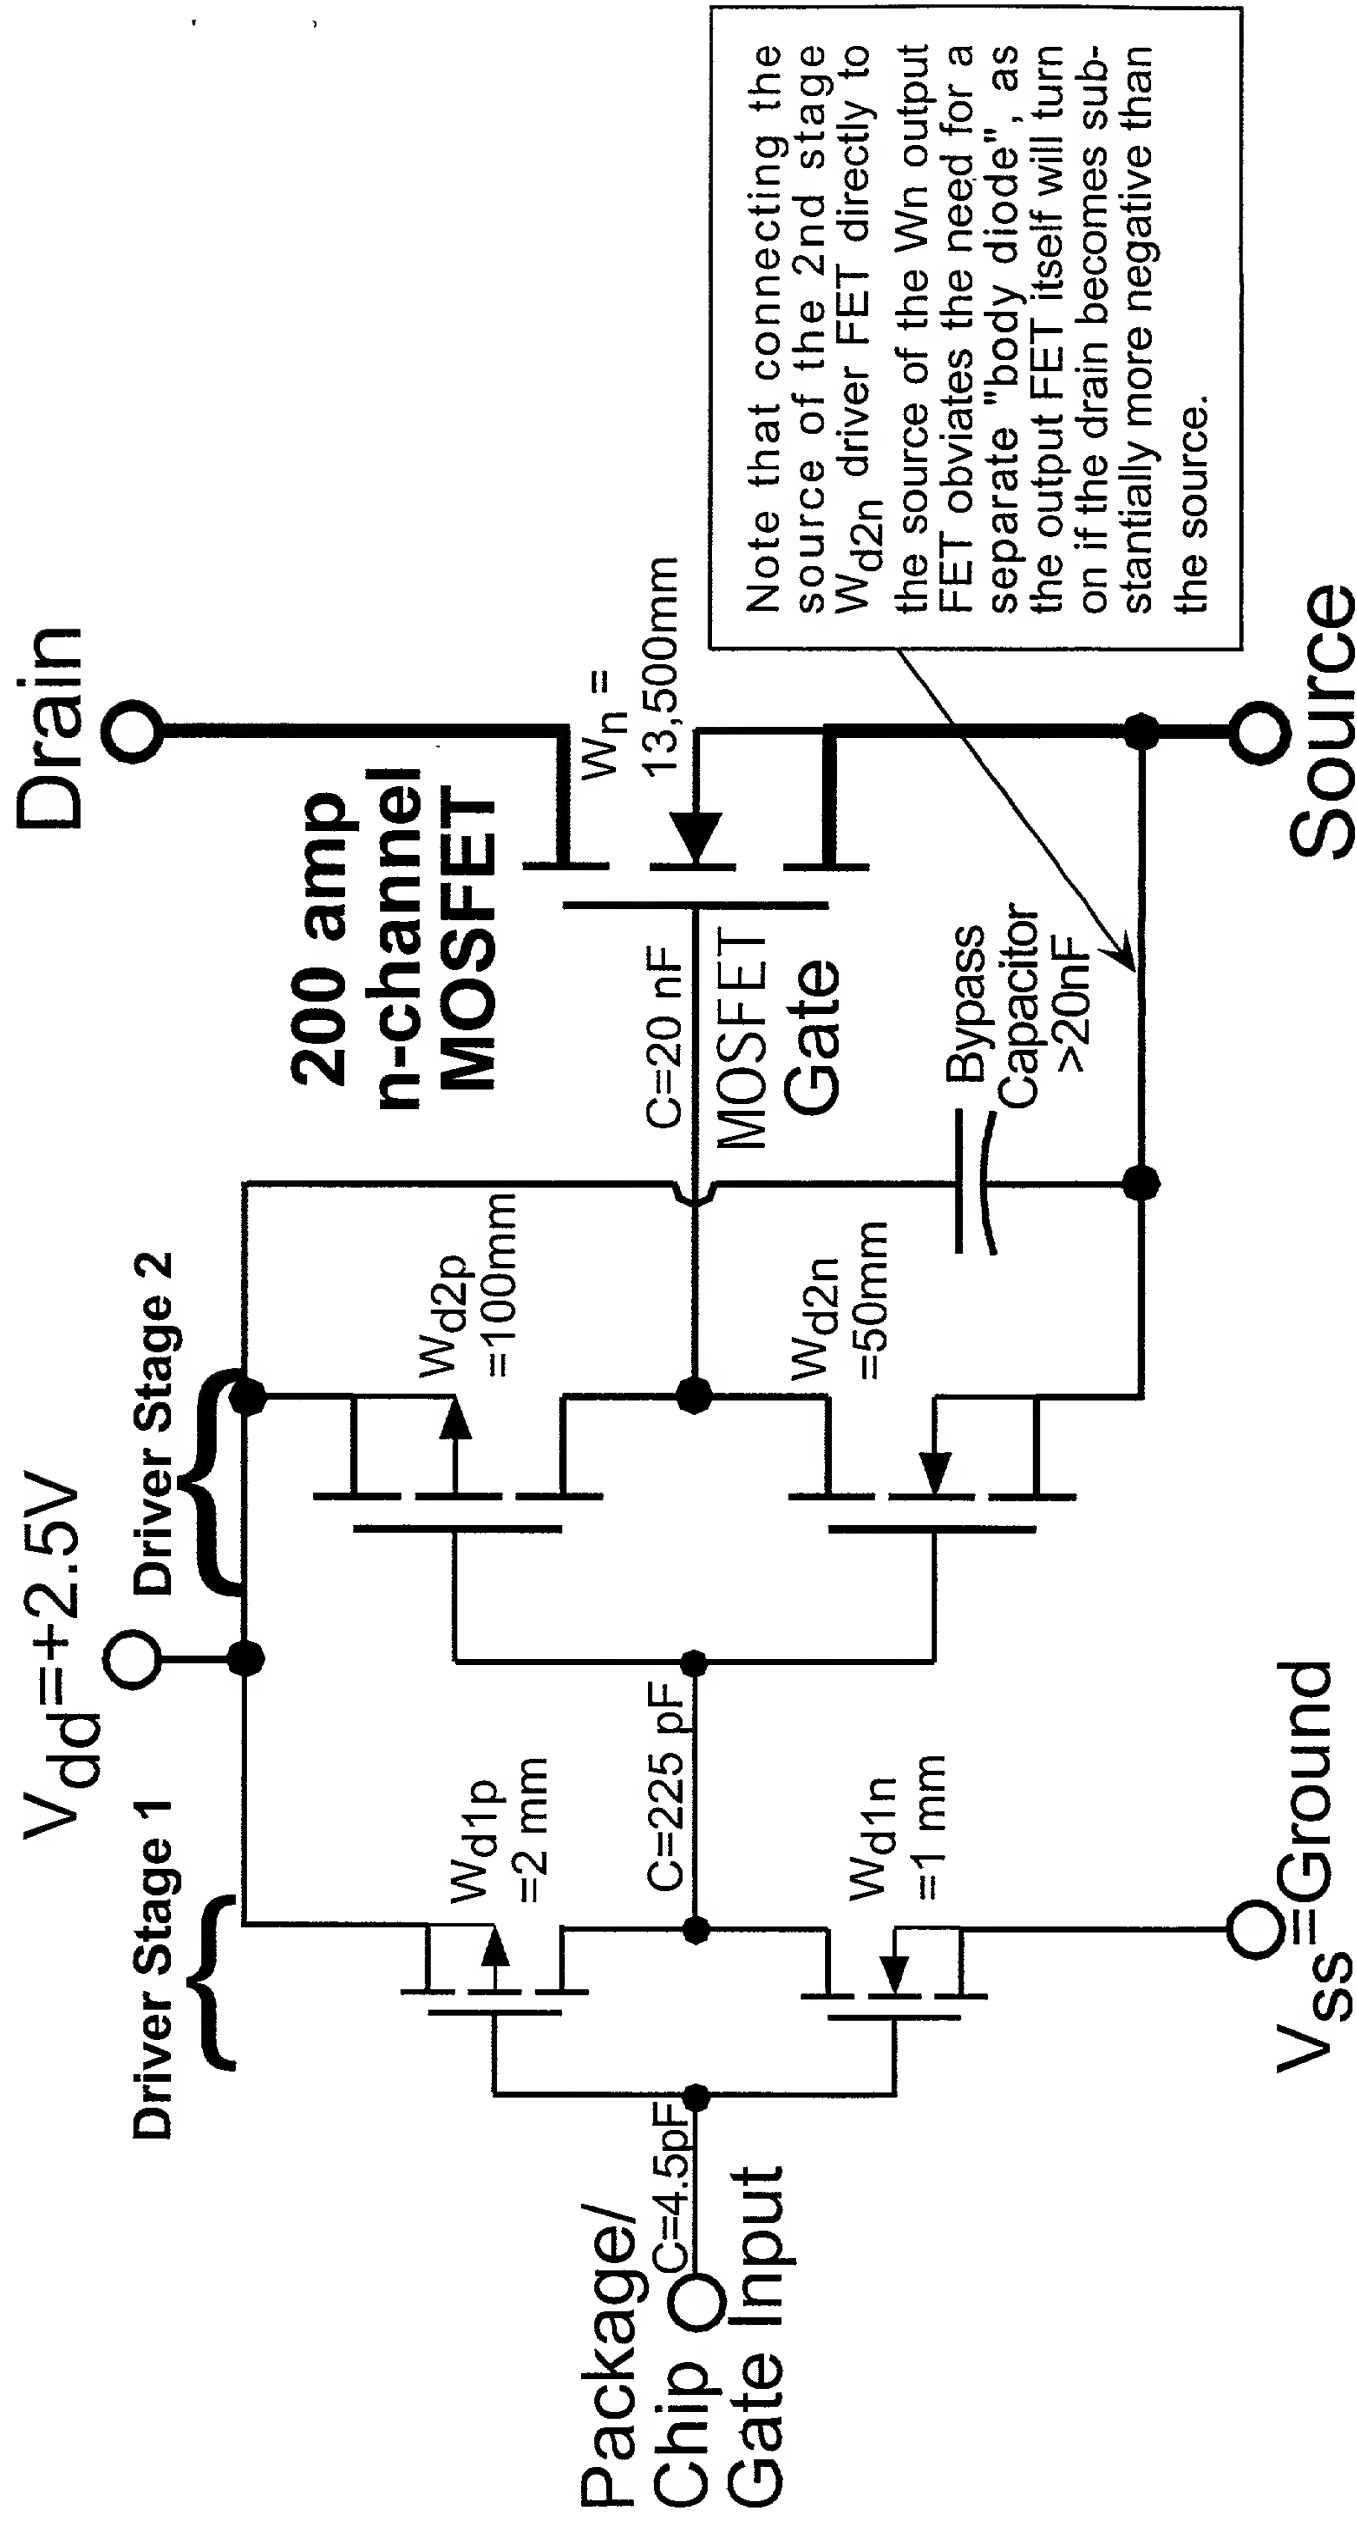 Drain
200 amp
n-channel
MOSFET
Wn =
13,500mm
C=20 nF
MOSFET
Gate
Vdd=+2.5V
Driver Stage 1
Driver Stage 2
Wd2p
=100mm
Wd2n
=50mm
Bypass
Capacitor
>20nF
Wd1p
=2 mm
C=225 pF
Wd1n
=1 mm
Package/
Chip
Gate Input
C=4.5pF
Vss=Ground
Source
Note that connecting the
source of the 2nd stage
Wd2n driver FET directly to
the source of the Wn output
FET obviates the need for a
separate "body diode", as
the output FET itself will turn
on if the drain becomes sub-
stantially more negative than
the source.